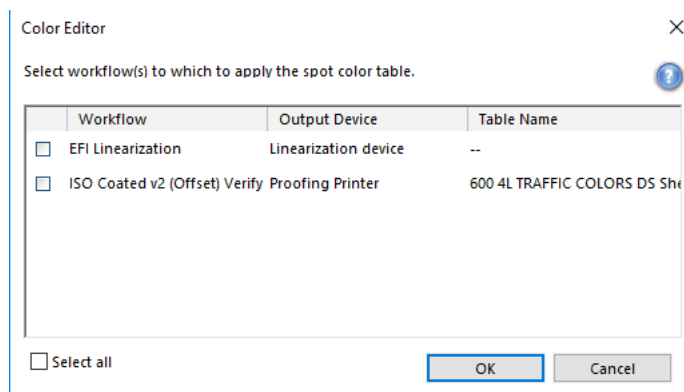 Color Editor
Select workflow(s) to which to apply the spot color table.
Workflow Output Device Table Name
EFI Linearization Linearization device --
ISO Coated v2 (Offset) Verify Proofing Printer 600 4L TRAFFIC COLORS DS She
Select all OK Cancel